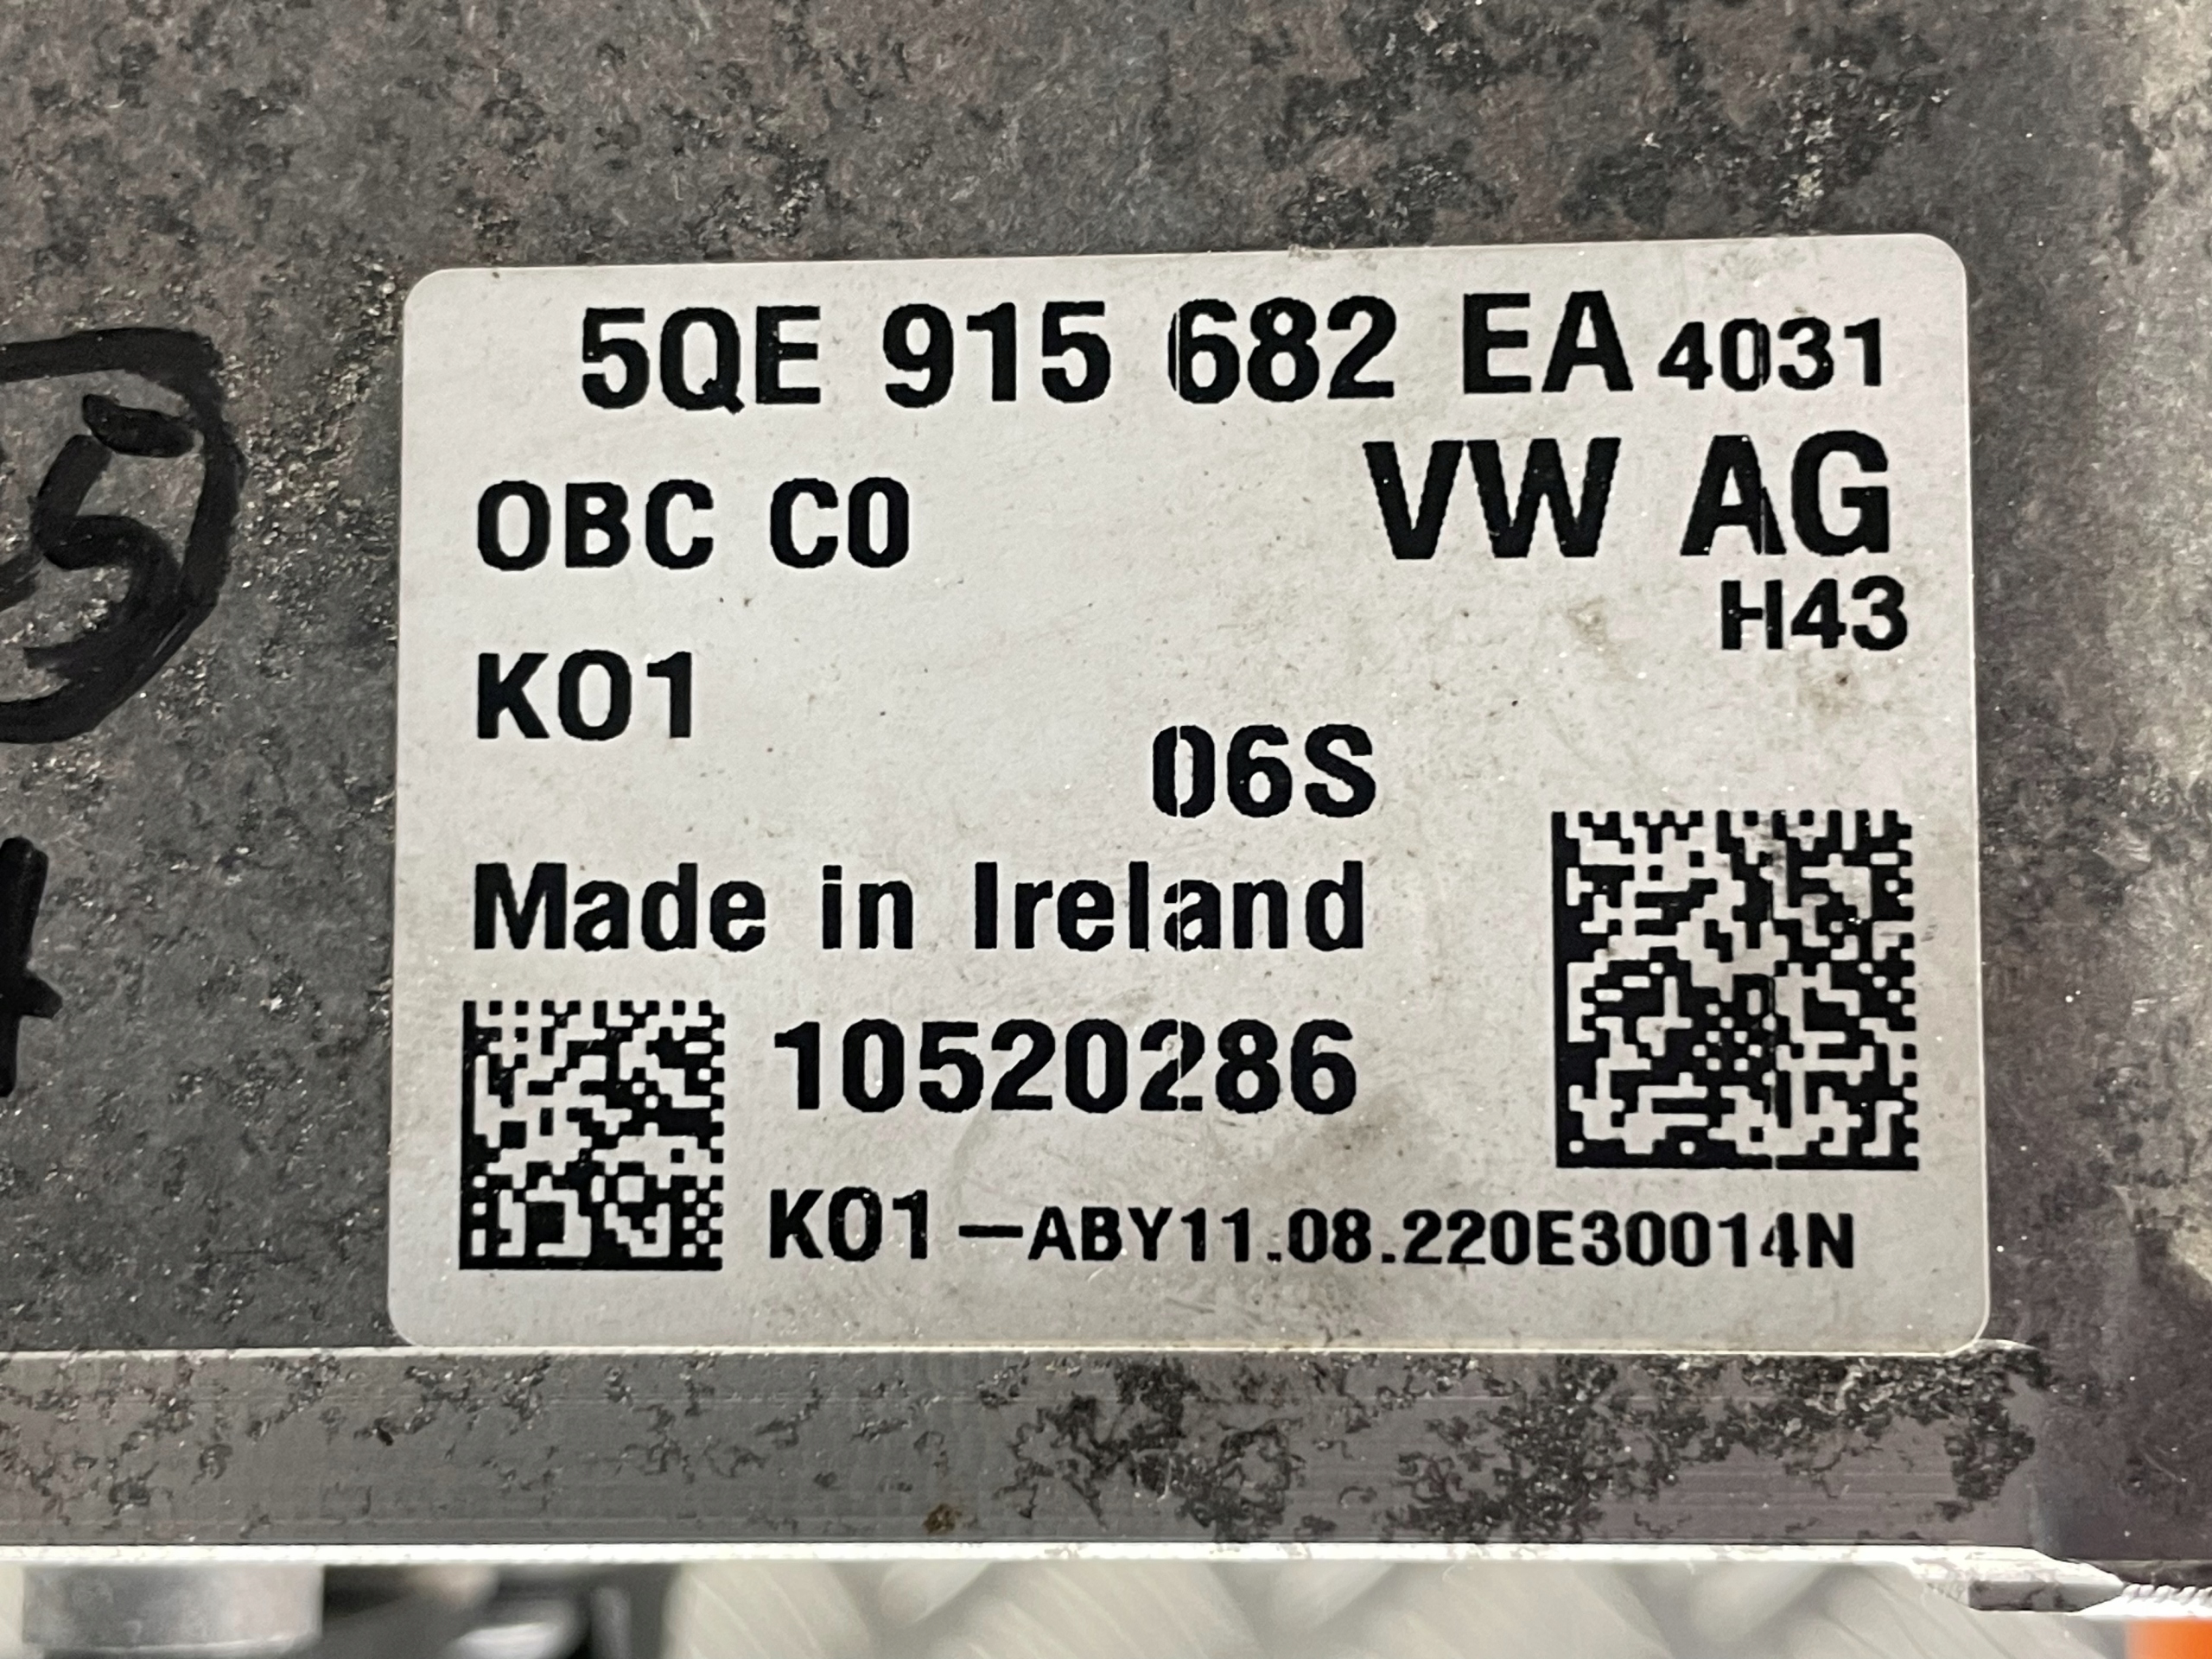 5QE 915 682 EA 4031
OBC C0 VW AG
H43
K01
06S
Made in Ireland
10520286
K01 —ABY11.08.220E30014N
5